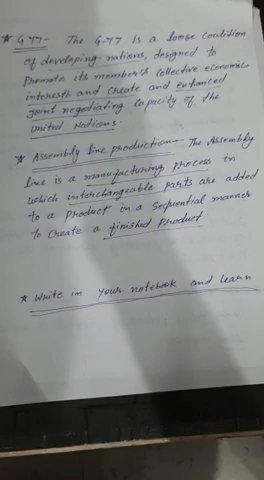 * G 77 - The G-77 Is a loose coalition
of developing nations, designed to
Promote its member's collective economic
interesth and create and enhanced
joint negotiating capacity of the
United Nations.
* Assembly line production - The Assembly
line is a manufacturing process in
which interchangeable parts are added
to a product in a sequential manner
to create a finished product
* Write in your notebook and learn